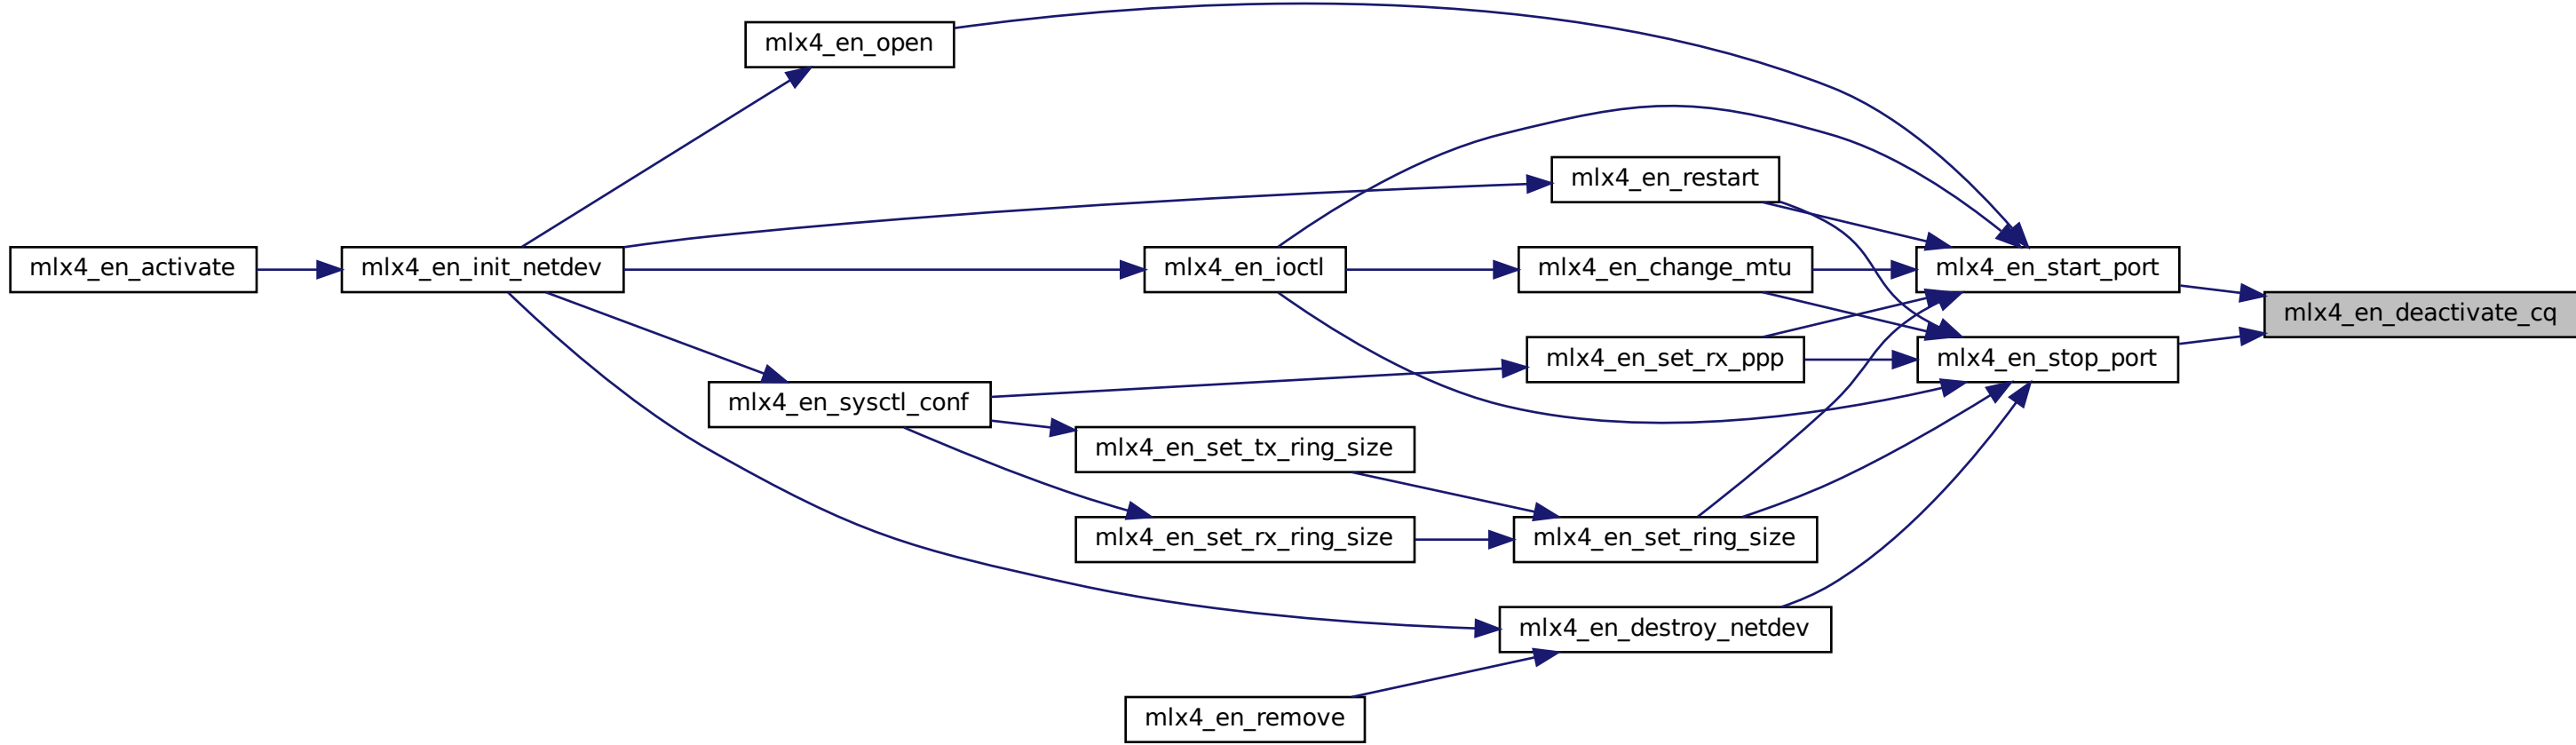 mlx4_en_open
mlx4_en_restart
mlx4_en_activate
mlx4_en_init_netdev
mlx4_en_ioctl
mlx4_en_change_mtu
mlx4_en_start_port
mlx4_en_deactivate_cq
mlx4_en_set_rx_ppp
mlx4_en_stop_port
mlx4_en_sysctl_conf
mlx4_en_set_tx_ring_size
mlx4_en_set_rx_ring_size
mlx4_en_set_ring_size
mlx4_en_destroy_netdev
mlx4_en_remove